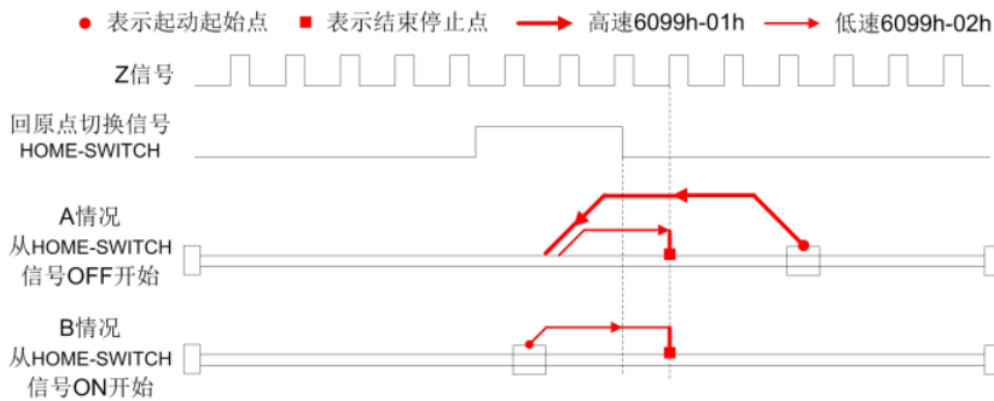 表示起动起始点 表示结束停止点 高速6099h-01h 低速6099h-02h
Z信号
回原点切换信号
HOME-SWITCH
A情况
从HOME-SWITCH
信号OFF开始
B情况
从HOME-SWITCH
信号ON开始